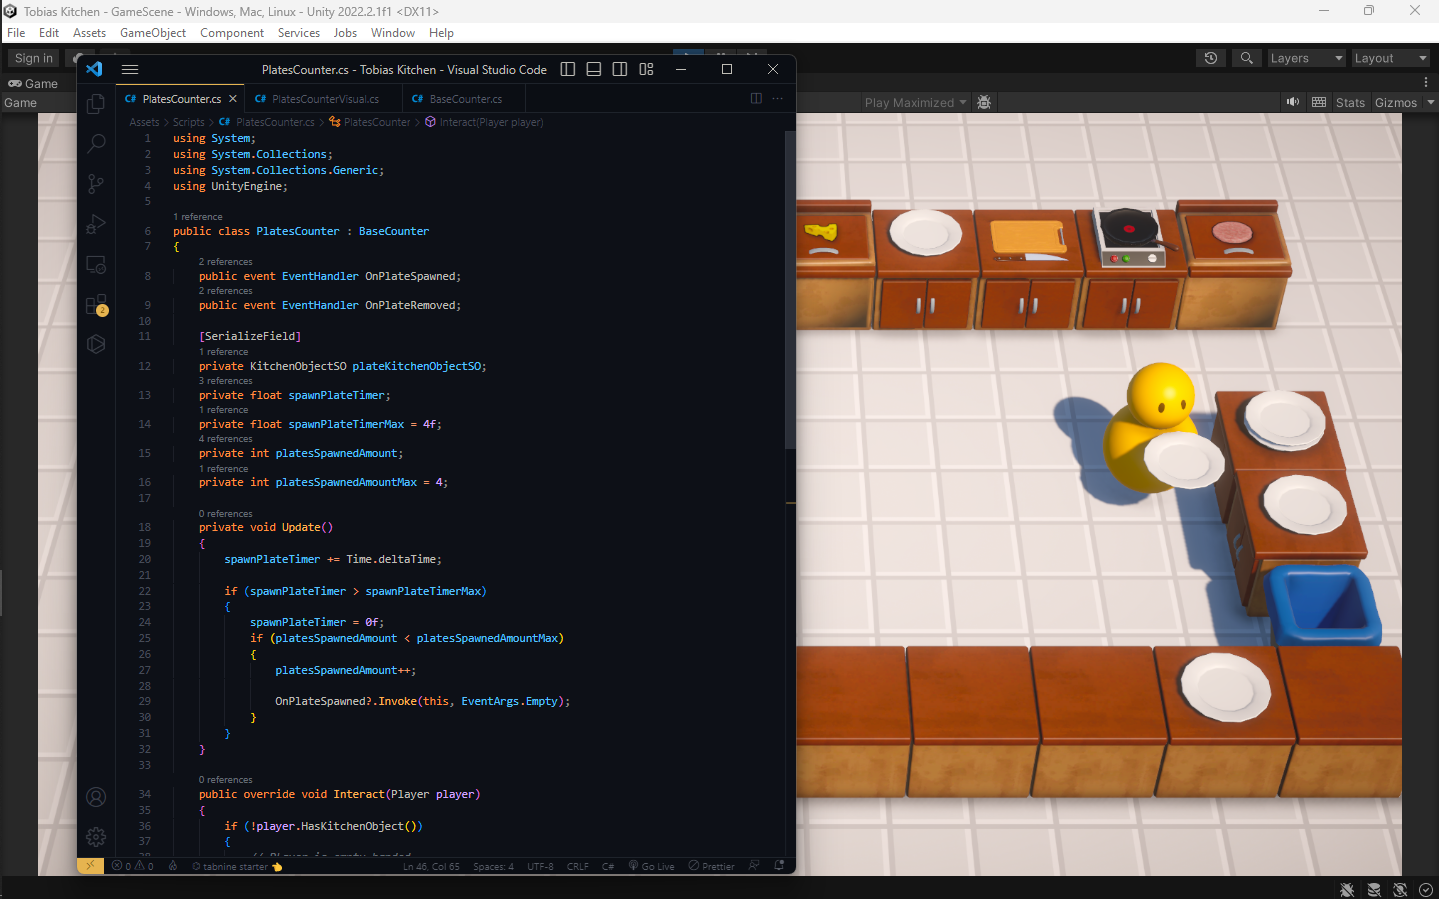 Tobias Kitchen - GameScene - Windows, Mac, Linux - Unity 2022.2.1f1 <DX11>
File Edit Assets GameObject Component Services Jobs Window Help
Sign in
Layers Layout
Game
Game
Play Maximized Stats Gizmos
PlatesCounter.cs - Tobias Kitchen - Visual Studio Code
C# PlatesCounter.cs C# PlatesCounterVisual.cs C# BaseCounter.cs
Assets > Scripts > C# PlatesCounter.cs > PlatesCounter > Interact(Player player)
1 using System;
2 using System.Collections;
3 using System.Collections.Generic;
4 using UnityEngine;
5
1 reference
6 public class PlatesCounter : BaseCounter
7 {
2 references
8 public event EventHandler OnPlateSpawned;
2 references
9 public event EventHandler OnPlateRemoved;
10
11 [SerializeField]
1 reference
12 private KitchenObjectSO plateKitchenObjectSO;
3 references
13 private float spawnPlateTimer;
1 reference
14 private float spawnPlateTimerMax = 4f;
4 references
15 private int platesSpawnedAmount;
1 reference
16 private int platesSpawnedAmountMax = 4;
17
0 references
18 private void Update()
19 {
20 spawnPlateTimer += Time.deltaTime;
21
22 if (spawnPlateTimer > spawnPlateTimerMax)
23 {
24 spawnPlateTimer = 0f;
25 if (platesSpawnedAmount < platesSpawnedAmountMax)
26 {
27 platesSpawnedAmount++;
28
29 OnPlateSpawned?.Invoke(this, EventArgs.Empty);
30 }
31 }
32 }
33
0 references
34 public override void Interact(Player player)
35 {
36 if (!player.HasKitchenObject())
37 {
2
0 0 tabnine starter Ln 46, Col 65 Spaces: 4 UTF-8 CRLF C# Go Live Prettier